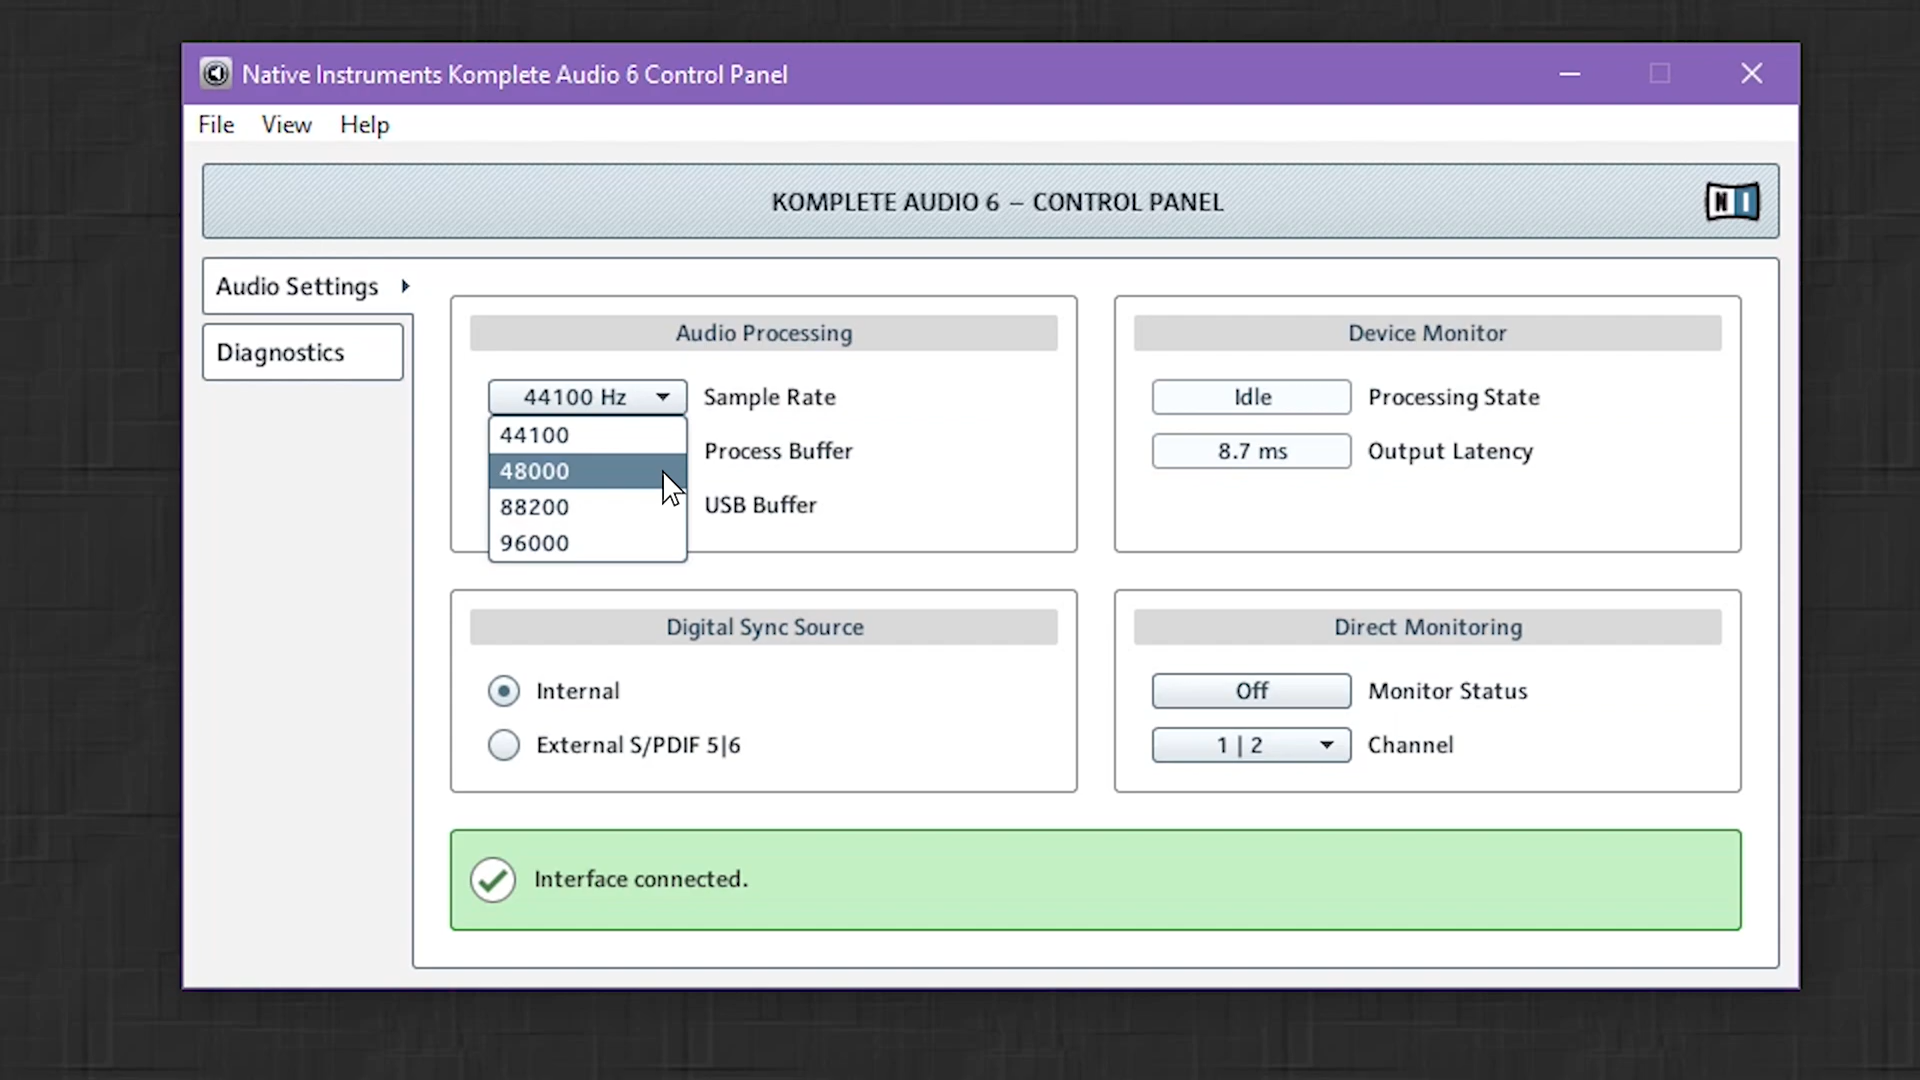 Native Instruments Komplete Audio 6 Control Panel
File View Help
KOMPLETE AUDIO 6 – CONTROL PANEL
NI
Audio Settings
Diagnostics
Audio Processing
44100 Hz Sample Rate
44100
48000
88200
96000
Process Buffer
USB Buffer
Device Monitor
Idle Processing State
8.7 ms Output Latency
Digital Sync Source
Internal
External S/PDIF 5|6
Direct Monitoring
Off Monitor Status
1 | 2 Channel
Interface connected.